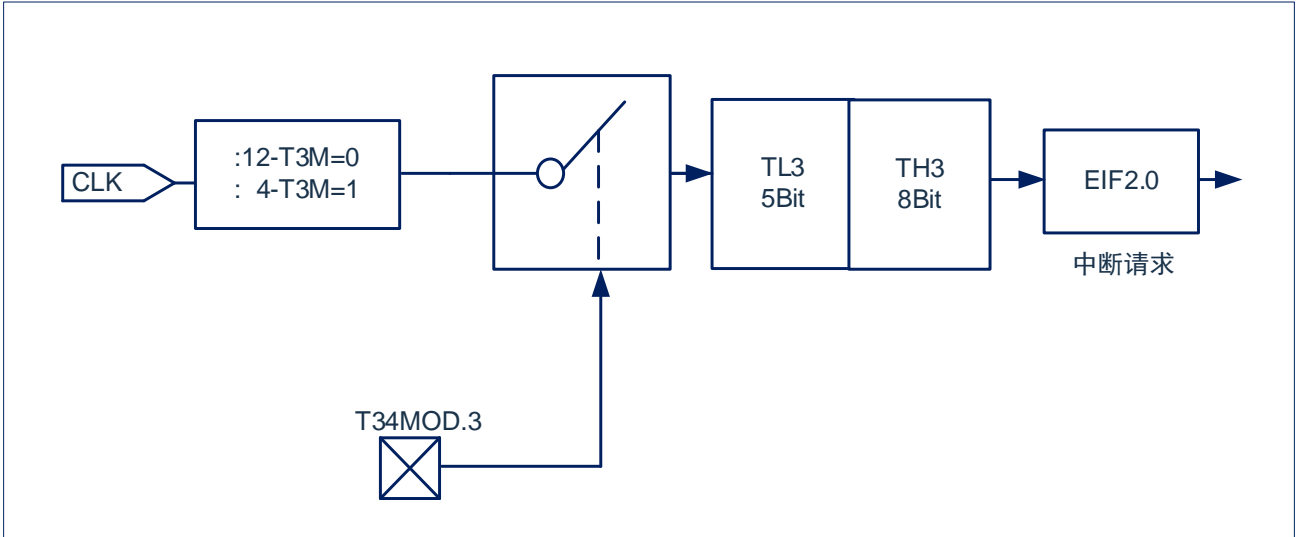 CLK
:12-T3M=0
: 4-T3M=1
TL3
5Bit
TH3
8Bit
EIF2.0
中断请求
T34MOD.3